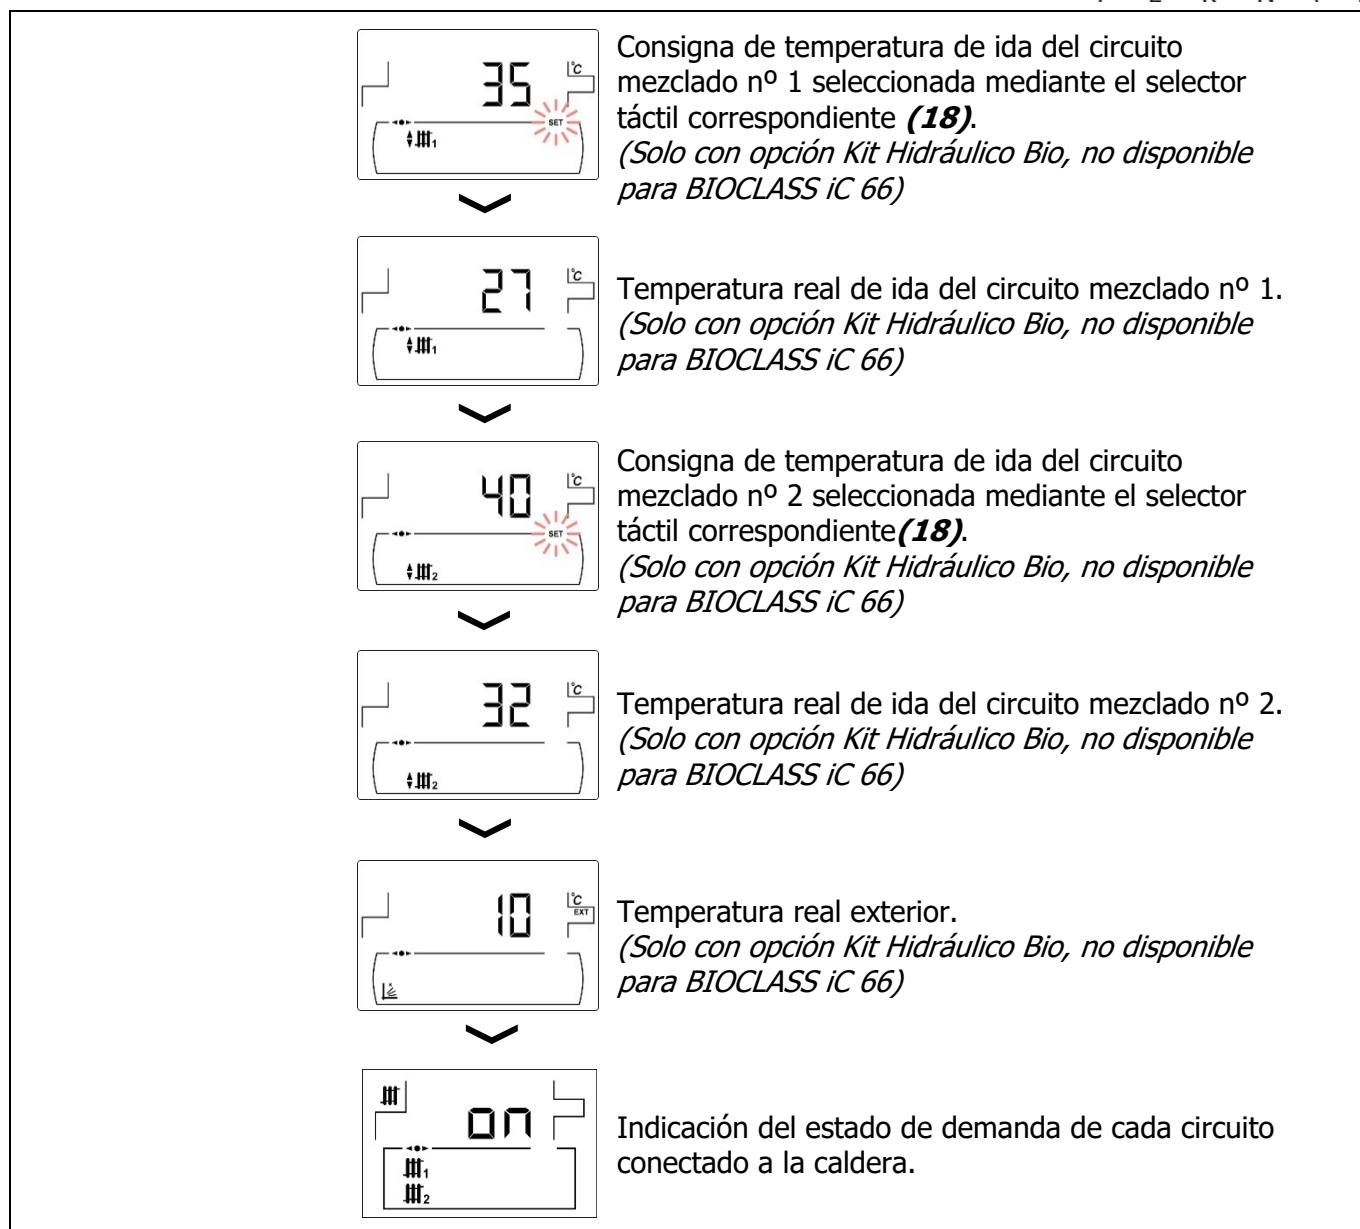 35
°C
SET
1
Consigna de temperatura de ida del circuito
mezclado nº 1 seleccionada mediante el selector
táctil correspondiente (18).
(Solo con opción Kit Hidráulico Bio, no disponible
para BIOCLASS iC 66)
27
°C
1
Temperatura real de ida del circuito mezclado nº 1.
(Solo con opción Kit Hidráulico Bio, no disponible
para BIOCLASS iC 66)
40
°C
SET
2
Consigna de temperatura de ida del circuito
mezclado nº 2 seleccionada mediante el selector
táctil correspondiente(18).
(Solo con opción Kit Hidráulico Bio, no disponible
para BIOCLASS iC 66)
32
°C
2
Temperatura real de ida del circuito mezclado nº 2.
(Solo con opción Kit Hidráulico Bio, no disponible
para BIOCLASS iC 66)
10
°C
EXT
Temperatura real exterior.
(Solo con opción Kit Hidráulico Bio, no disponible
para BIOCLASS iC 66)
on
1
2
Indicación del estado de demanda de cada circuito
conectado a la caldera.